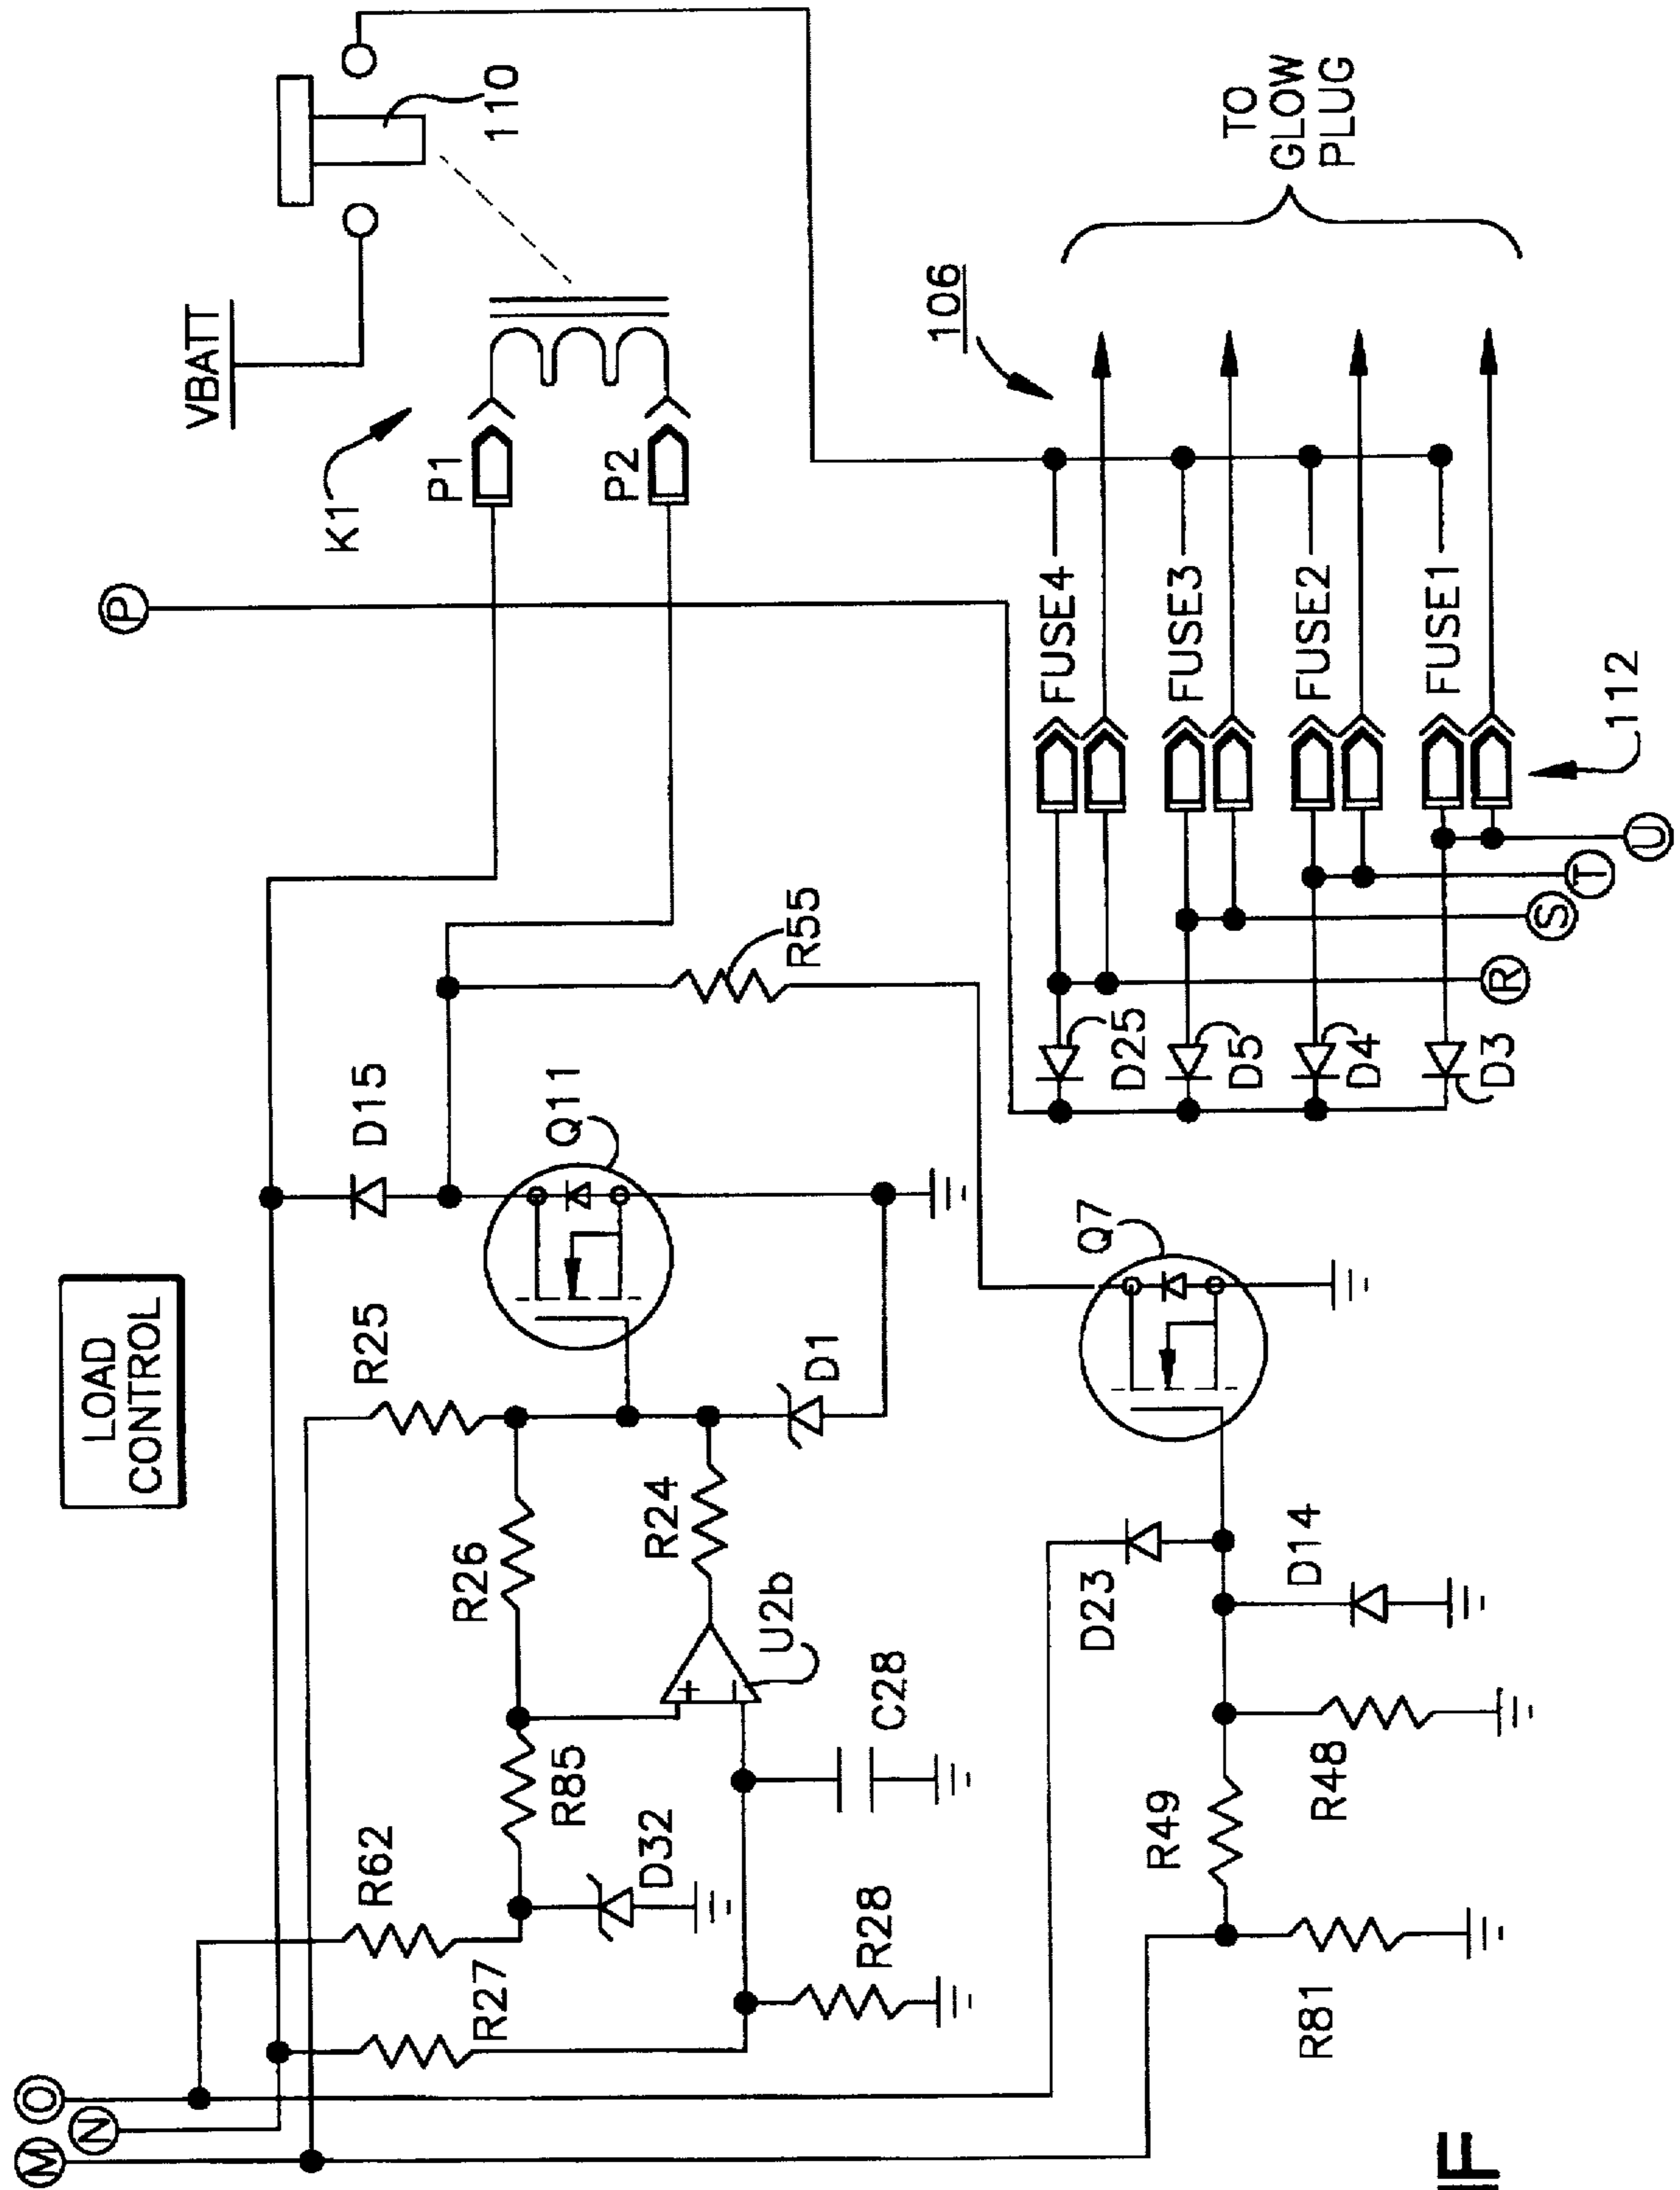 LOAD
CONTROL
M
N
O
P
VBATT
110
K1
P1
P2
R62
R27
R85
D32
R28
C28
U2b
R26
R24
R25
D1
Q11
D15
R55
106
TO
GLOW
PLUG
FUSE4
FUSE3
FUSE2
FUSE1
112
D25
D5
D4
D3
R
S
T
U
Q7
D23
D14
R49
R48
R81
+
−